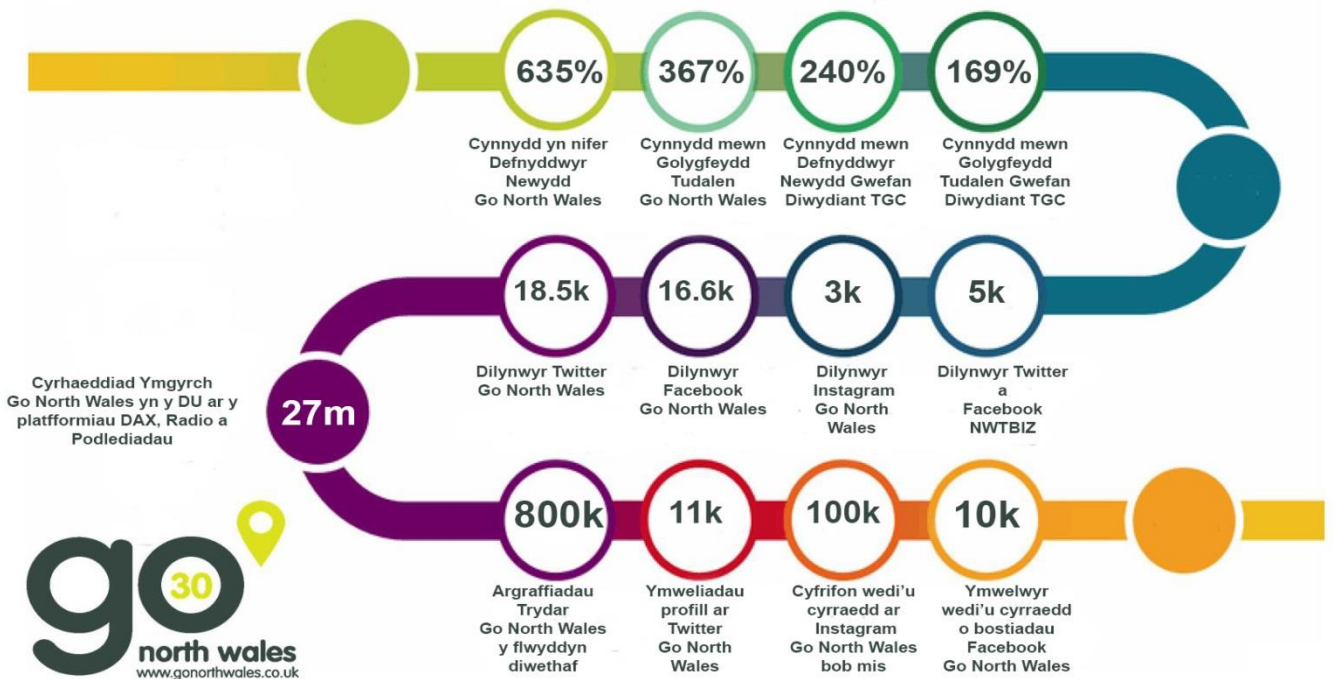 635%
Cynnydd yn nifer
Defnyddwyr
Newydd
Go North Wales
367%
Cynnydd mewn
Golygfeydd
Tudalen
Go North Wales
240%
Cynnydd mewn
Defnyddwyr
Newydd Gwefan
Diwydiant TGC
169%
Cynnydd mewn
Golygfeydd
Tudalen Gwefan
Diwydiant TGC
18.5k
Dilynwyr Twitter
Go North Wales
16.6k
Dilynwyr
Facebook
Go North Wales
3k
Dilynwyr
Instagram
Go North
Wales
5k
Dilynwyr Twitter
a
Facebook
NWTBIZ
Cyrhaeddiad Ymgyrch
Go North Wales yn y DU ar y
platfformiau DAX, Radio a
Podlediadau
27m
800k
Argraffiadau
Trydar
Go North Wales
y flwyddyn
diwethaf
11k
Ymweliadau
profill ar
Twitter
Go North
Wales
100k
Cyfrifon wedi'u
cyrraedd ar
Instagram
Go North Wales
bob mis
10k
Ymwelwyr
wedi'u cyrraedd
o bostiadau
Facebook
Go North Wales
go
30
north wales
www.gonorthwales.co.uk